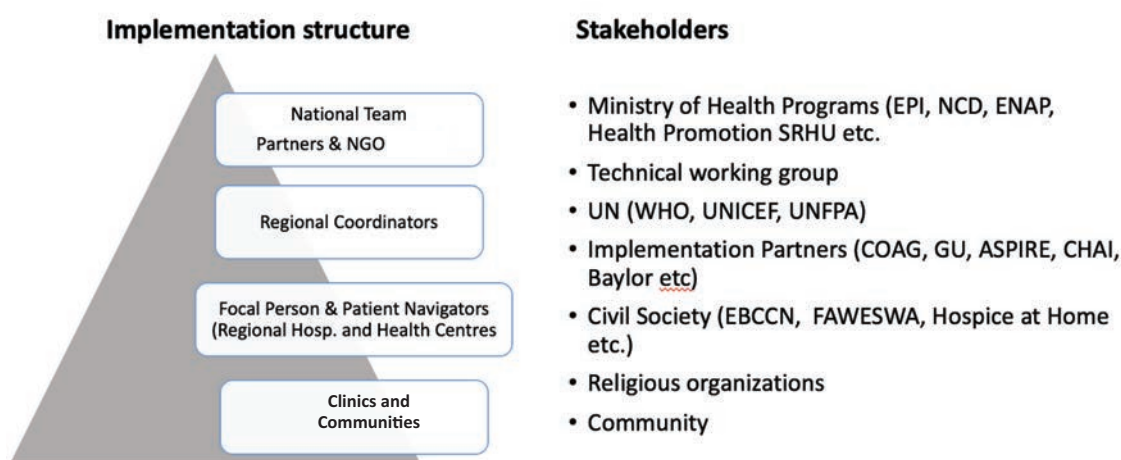 Implementation structure
National Team
Partners & NGO
Regional Coordinators
Focal Person & Patient Navigators
(Regional Hosp. and Health Centres
Clinics and
Communities
Stakeholders
• Ministry of Health Programs (EPI, NCD, ENAP,
Health Promotion SRHU etc.
• Technical working group
• UN (WHO, UNICEF, UNFPA)
• Implementation Partners (COAG, GU, ASPIRE, CHAI,
Baylor etc)
• Civil Society (EBCCN, FAWESWA, Hospice at Home
etc.)
• Religious organizations
• Community